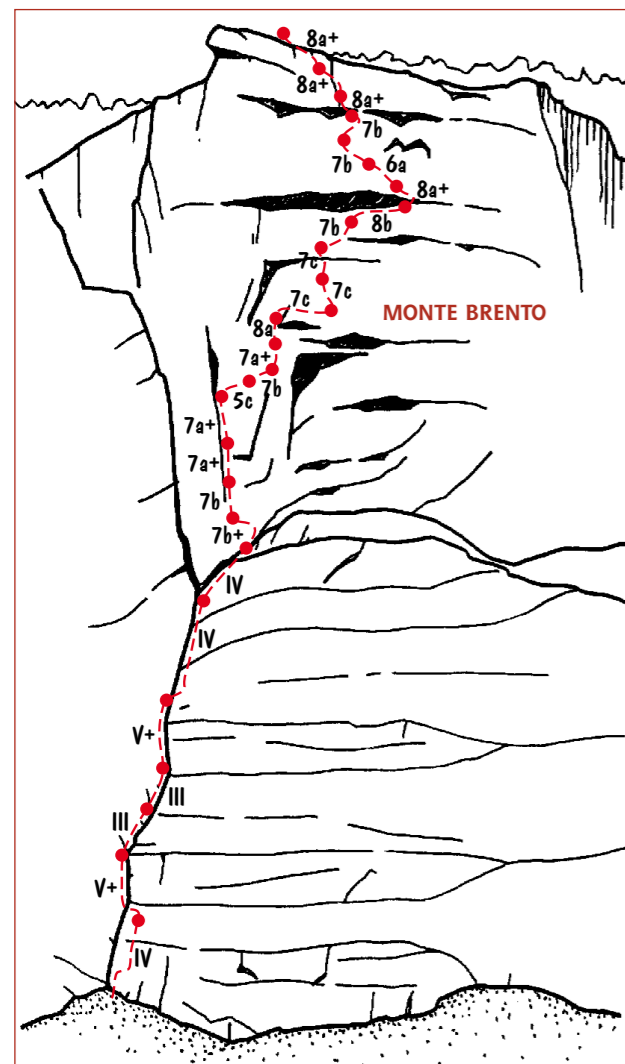 8a+
8a+
8a+
7b
7b
6a
8a+
7b
8b
7c
7c
7c
MONTE BRENTO
8a
7a+
7b
5c
7a+
7a+
7b
7b+
IV
IV
V+
III
III
V+
IV